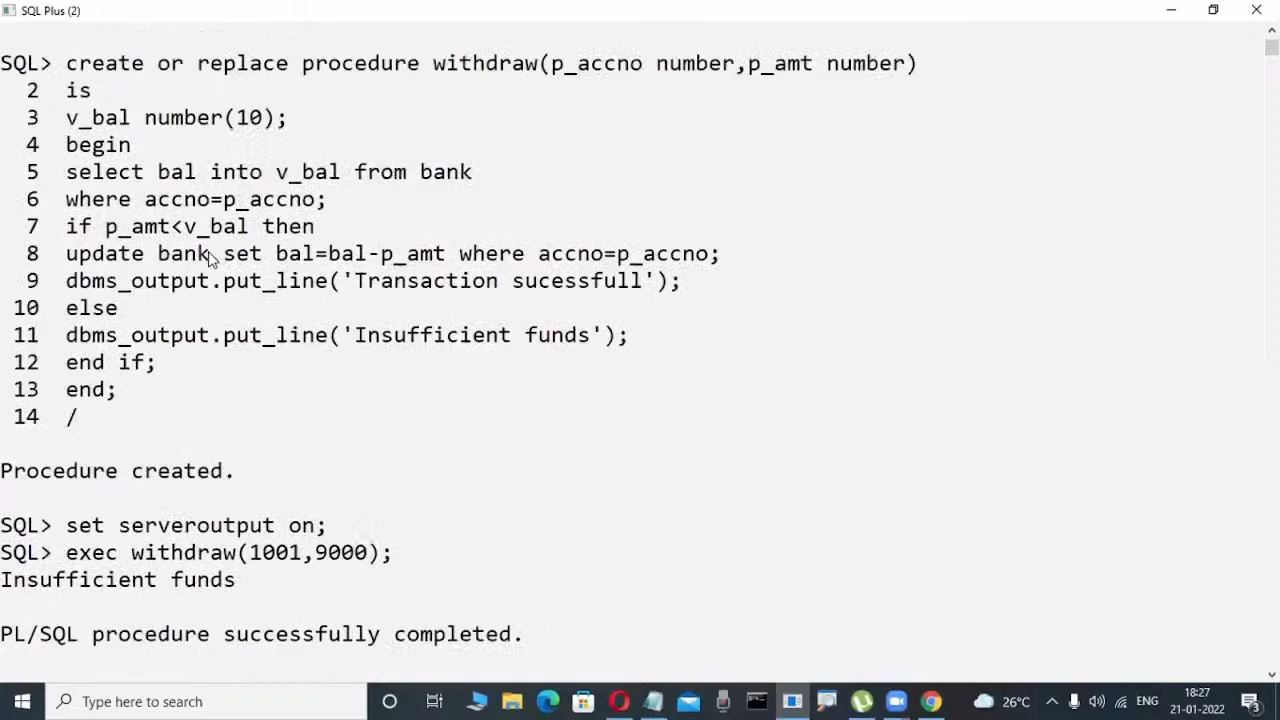 SQL Plus (2)
SQL> create or replace procedure withdraw(p_accno number,p_amt number)
2 is
3 v_bal number(10);
4 begin
5 select bal into v_bal from bank
6 where accno=p_accno;
7 if p_amt<v_bal then
8 update bank set bal=bal-p_amt where accno=p_accno;
9 dbms_output.put_line('Transaction sucessfull');
10 else
11 dbms_output.put_line('Insufficient funds');
12 end if;
13 end;
14 /
Procedure created.
SQL> set serveroutput on;
SQL> exec withdraw(1001,9000);
Insufficient funds
PL/SQL procedure successfully completed.
Type here to search
26°C
ENG
18:27
21-01-2022
3